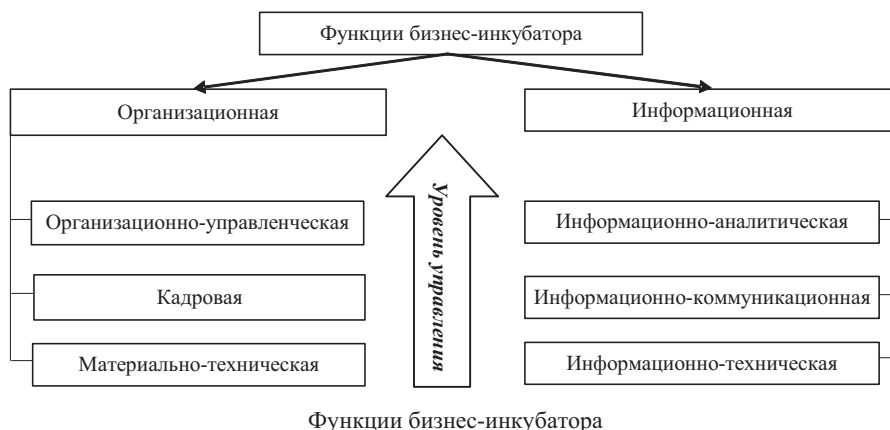 Функции бизнес-инкубатора
Организационная
Информационная
Уровень управления
Организационно-управленческая
Информационно-аналитическая
Кадровая
Информационно-коммуникационная
Материально-техническая
Информационно-техническая
Функции бизнес-инкубатора